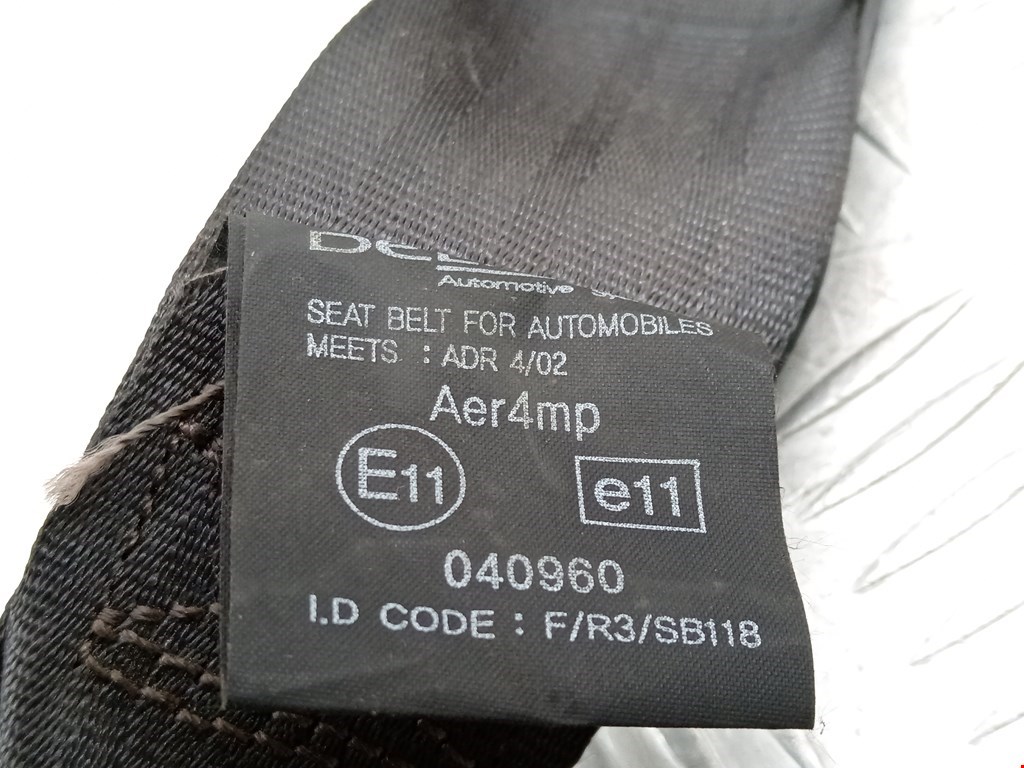 Automotive
SEAT BELT FOR AUTOMOBILES
MEETS : ADR 4/02
Aer4mp
E11 e11
040960
I.D CODE : F/R3/SB118